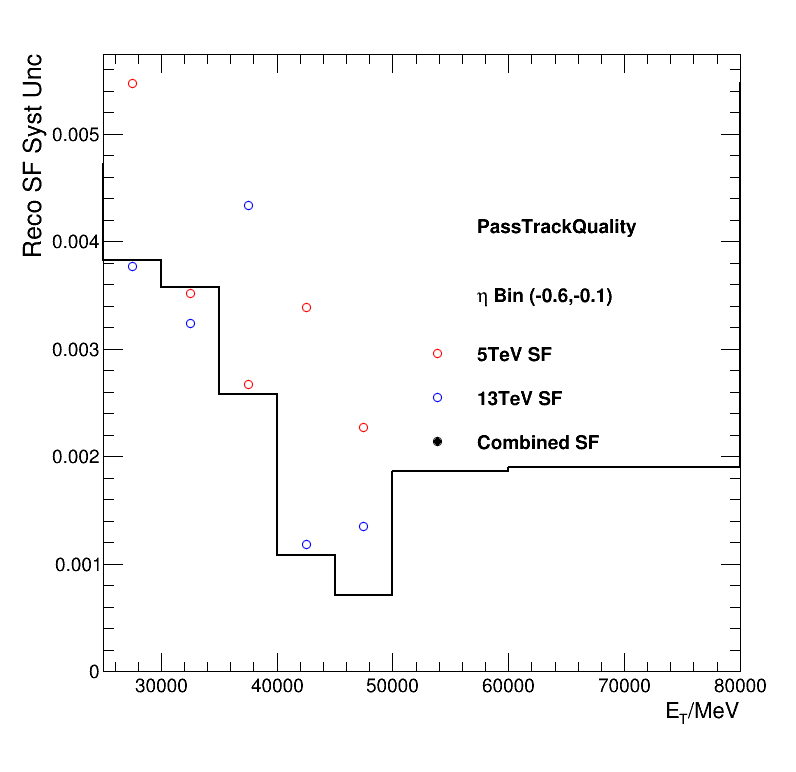 Reco SF Syst Unc
0.005
0.004
0.003
0.002
0.001
0
PassTrackQuality
η Bin (-0.6,-0.1)
5TeV SF
13TeV SF
Combined SF
30000 40000 50000 60000 70000 80000
E_T/MeV